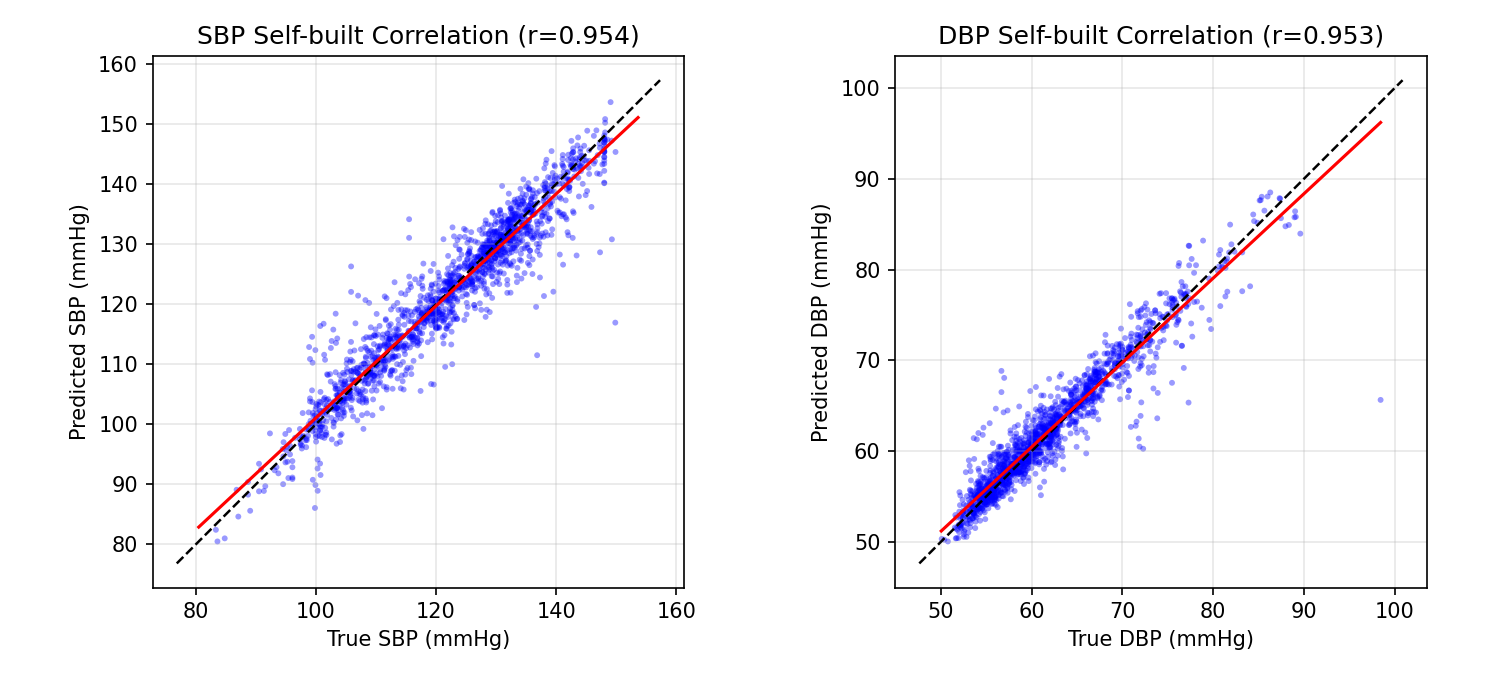 SBP Self-built Correlation (r=0.954)
Predicted SBP (mmHg)
160
150
140
130
120
110
100
90
80
80 100 120 140 160
True SBP (mmHg)
DBP Self-built Correlation (r=0.953)
Predicted DBP (mmHg)
100
90
80
70
60
50
50 60 70 80 90 100
True DBP (mmHg)